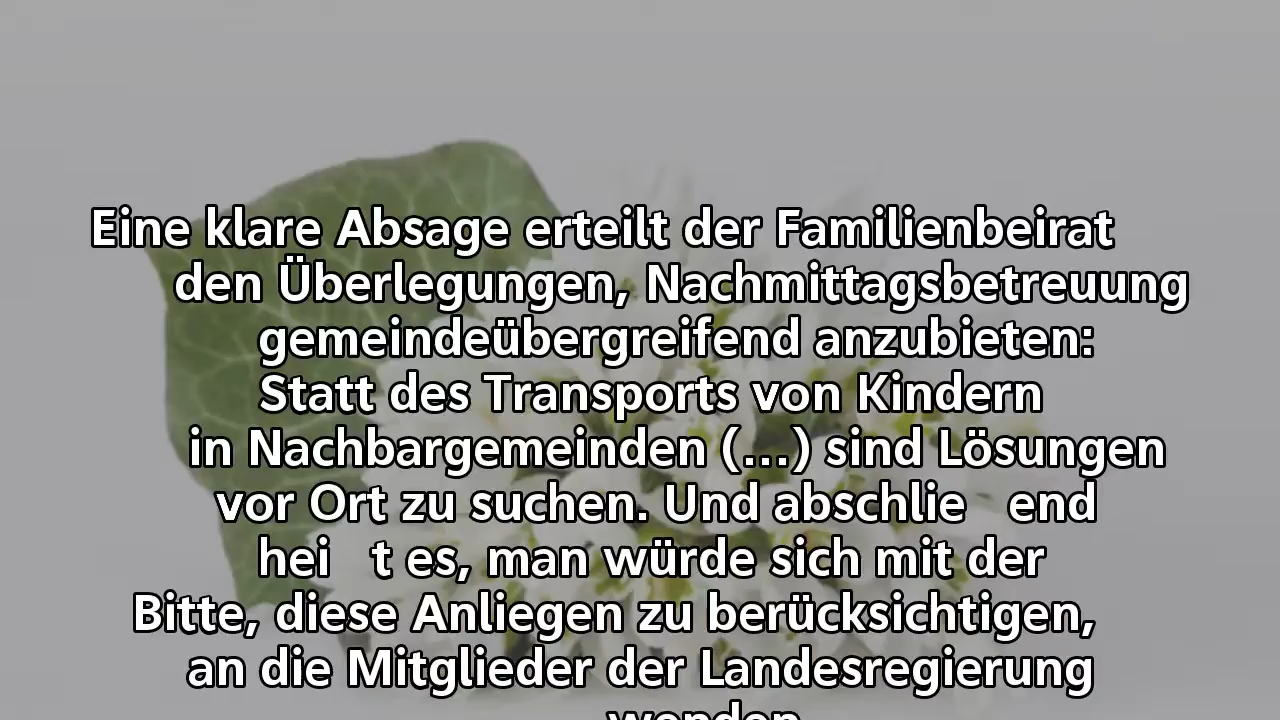 Eine klare Absage erteilt der Familienbeirat
den Überlegungen, Nachmittagsbetreuung
gemeindeübergreifend anzubieten:
Statt des Transports von Kindern
in Nachbargemeinden (...) sind Lösungen
vor Ort zu suchen. Und abschlie end
hei t es, man würde sich mit der
Bitte, diese Anliegen zu berücksichtigen,
an die Mitglieder der Landesregierung